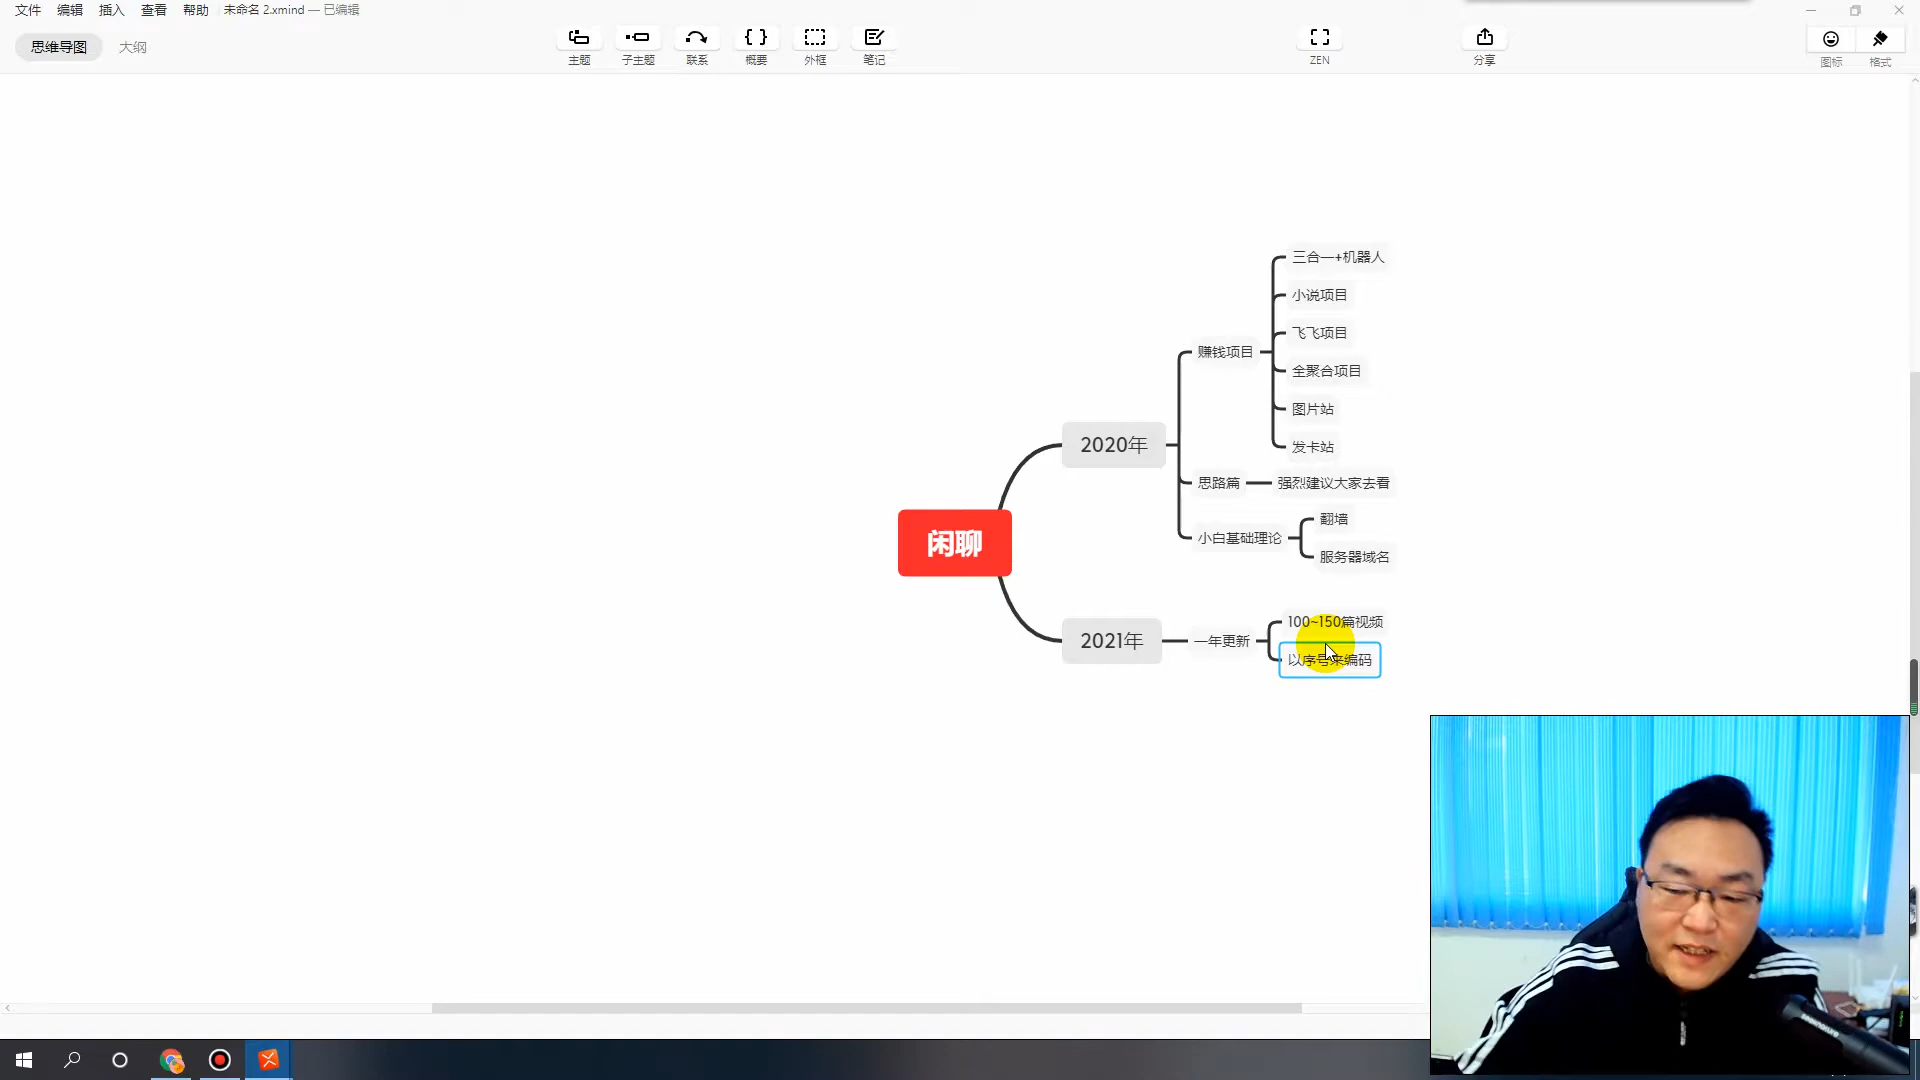 文件 编辑 插入 查看 帮助 未命名 2.xmind — 已编辑
思维导图 大纲
主题 子主题 联系 概要 外框 笔记 ZEN 分享 图标 格式
三合一+机器人
小说项目
飞飞项目
赚钱项目
全聚合项目
图片站
2020年
发卡站
思路篇 强烈建议大家去看
翻墙
小白基础理论
服务器域名
闲聊
100~150篇视频
2021年 一年更新
以序号来编码